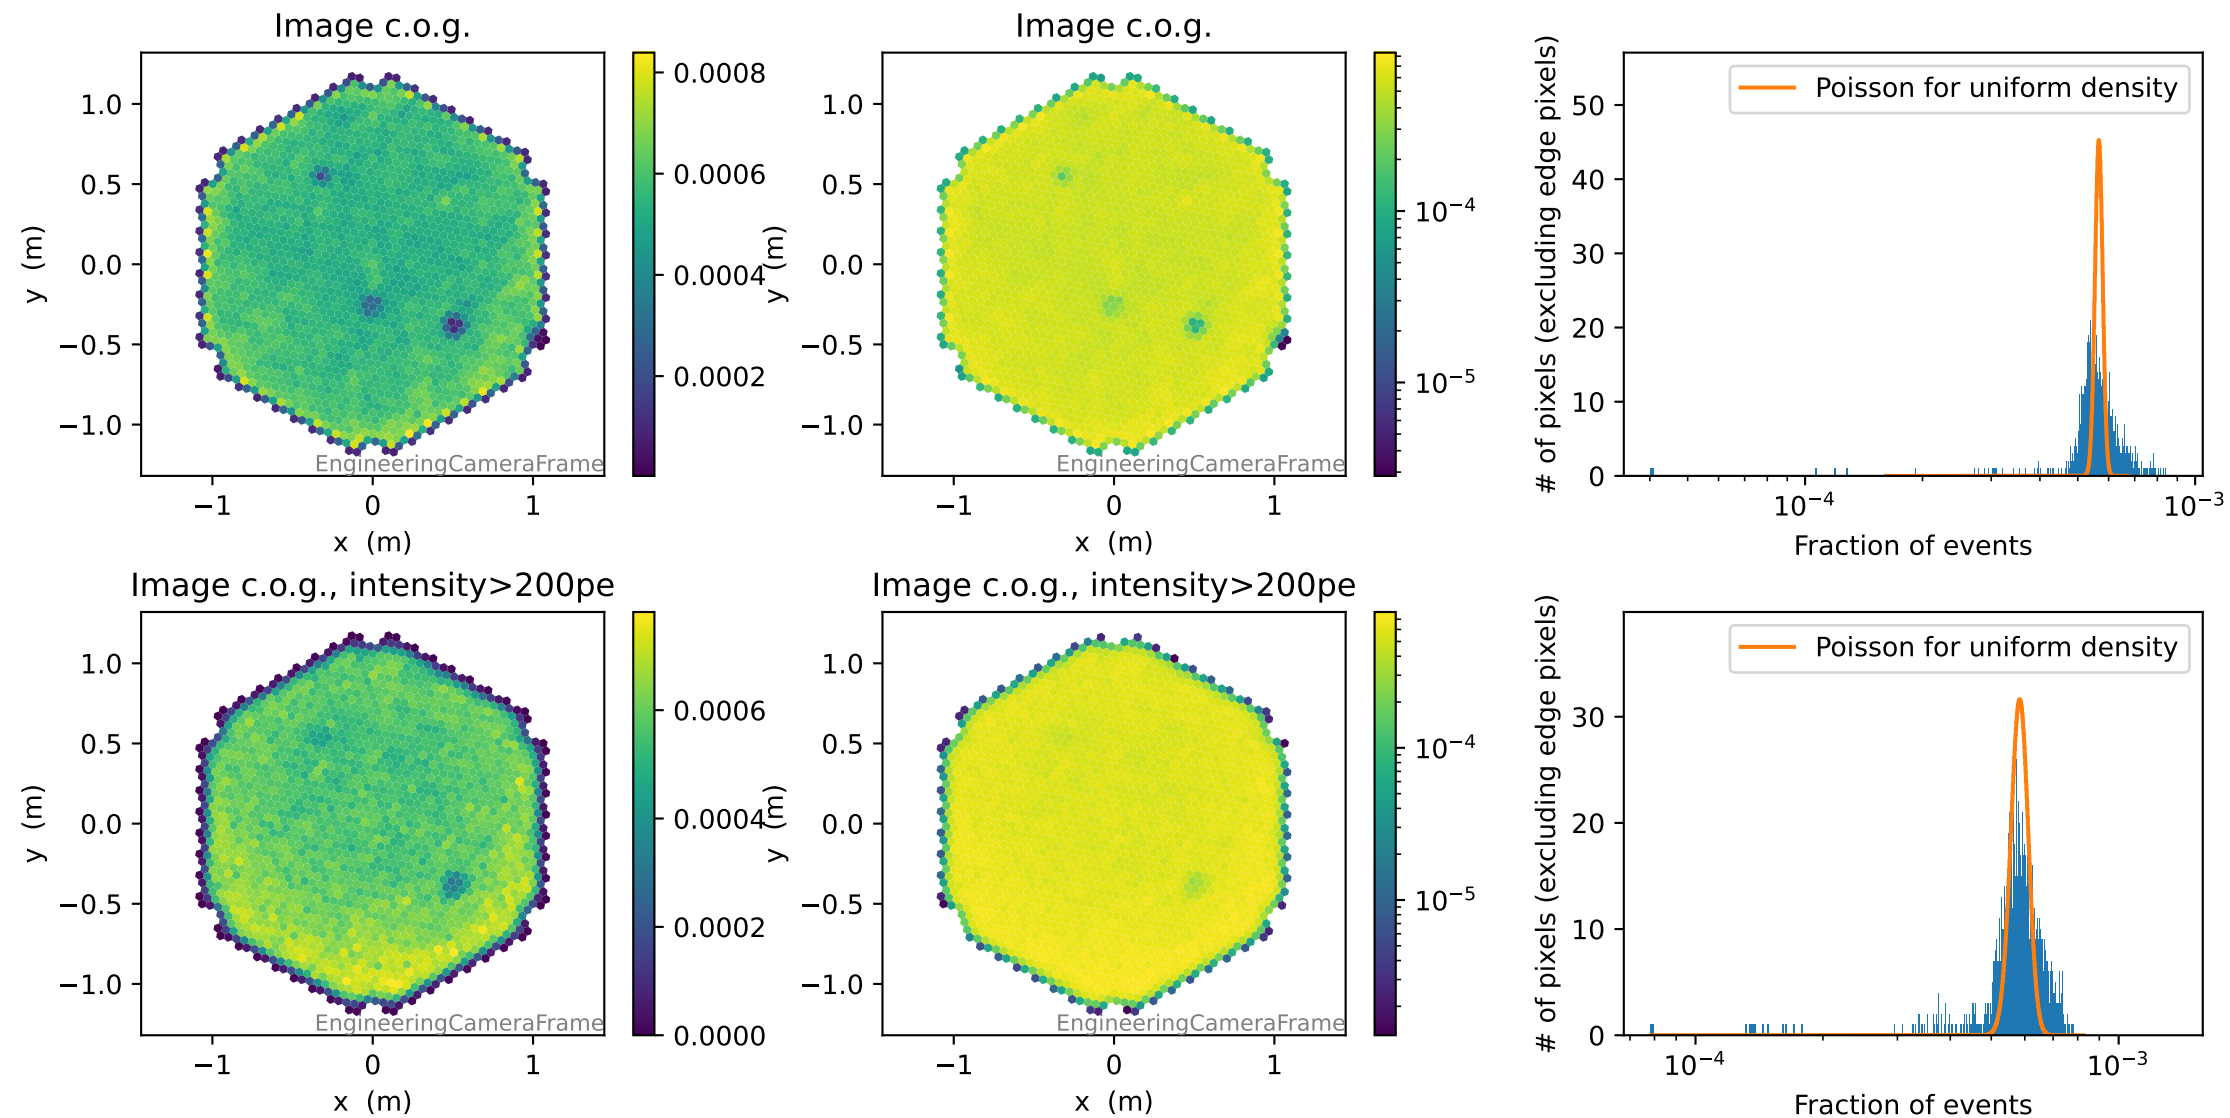 Image c.o.g.
y (m)
1.0
0.5
0.0
−0.5
−1.0
−1
0
1
x (m)
EngineeringCameraFrame
0.0008
0.0006
0.0004
0.0002
Image c.o.g.
y (m)
1.0
0.5
0.0
−0.5
−1.0
−1
0
1
x (m)
EngineeringCameraFrame
10⁻⁴
10⁻⁵
# of pixels (excluding edge pixels)
50
40
30
20
10
0
Poisson for uniform density
10⁻⁴
10⁻³
Fraction of events
Image c.o.g., intensity>200pe
y (m)
1.0
0.5
0.0
−0.5
−1.0
−1
0
1
x (m)
EngineeringCameraFrame
0.0006
0.0004
0.0002
0.0000
Image c.o.g., intensity>200pe
y (m)
1.0
0.5
0.0
−0.5
−1.0
−1
0
1
x (m)
EngineeringCameraFrame
10⁻⁴
10⁻⁵
# of pixels (excluding edge pixels)
30
20
10
0
Poisson for uniform density
10⁻⁴
10⁻³
Fraction of events